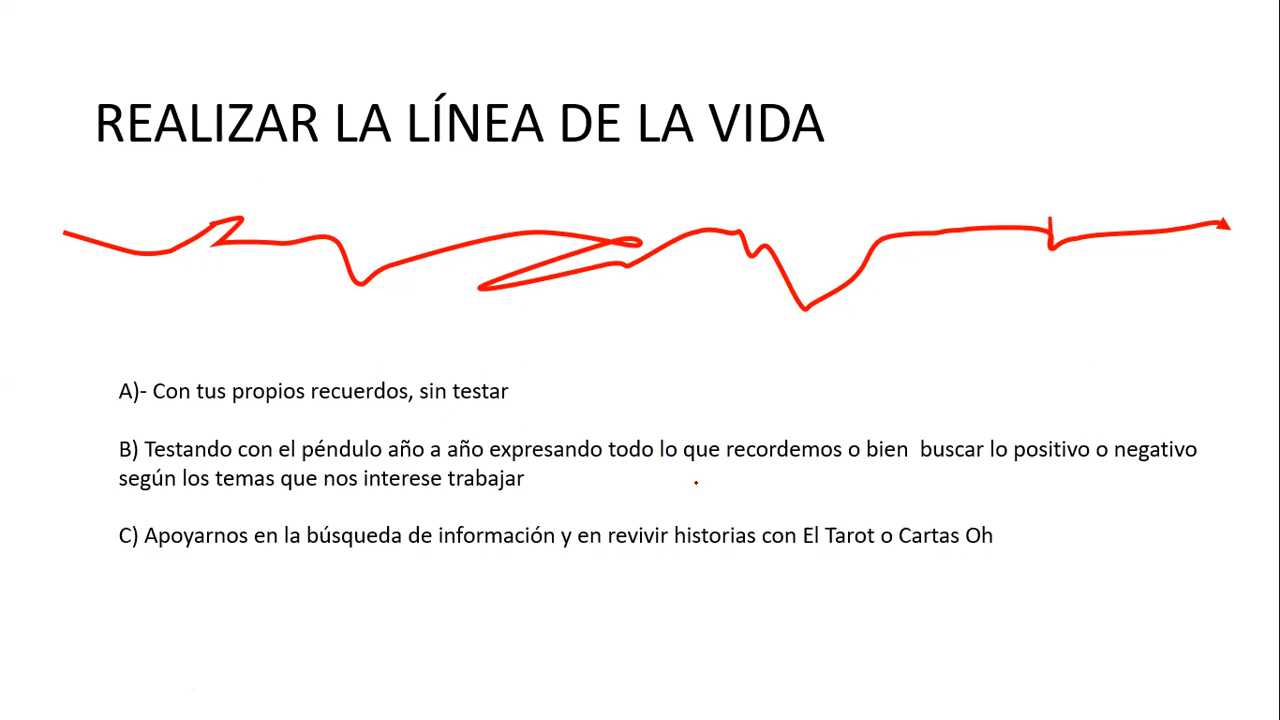 REALIZAR LA LÍNEA DE LA VIDA
A)- Con tus propios recuerdos, sin testar
B) Testando con el péndulo año a año expresando todo lo que recordemos o bien  buscar lo positivo o negativo
según los temas que nos interese trabajar
C) Apoyarnos en la búsqueda de información y en revivir historias con El Tarot o Cartas Oh